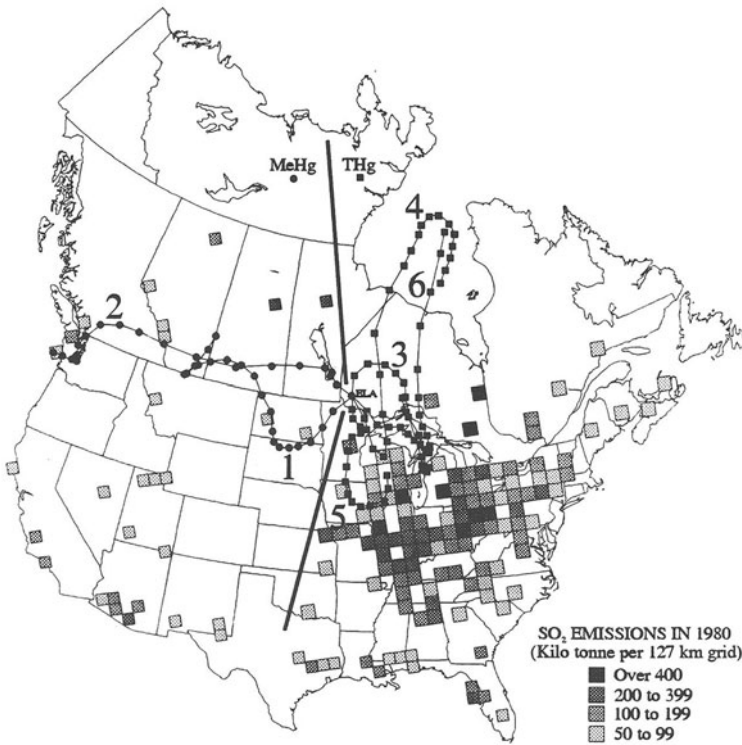 MeHg THg
4
6
2
3
ELA
1
5
SO₂ EMISSIONS IN 1980
(Kilo tonne per 127 km grid)
Over 400
200 to 399
100 to 199
50 to 99